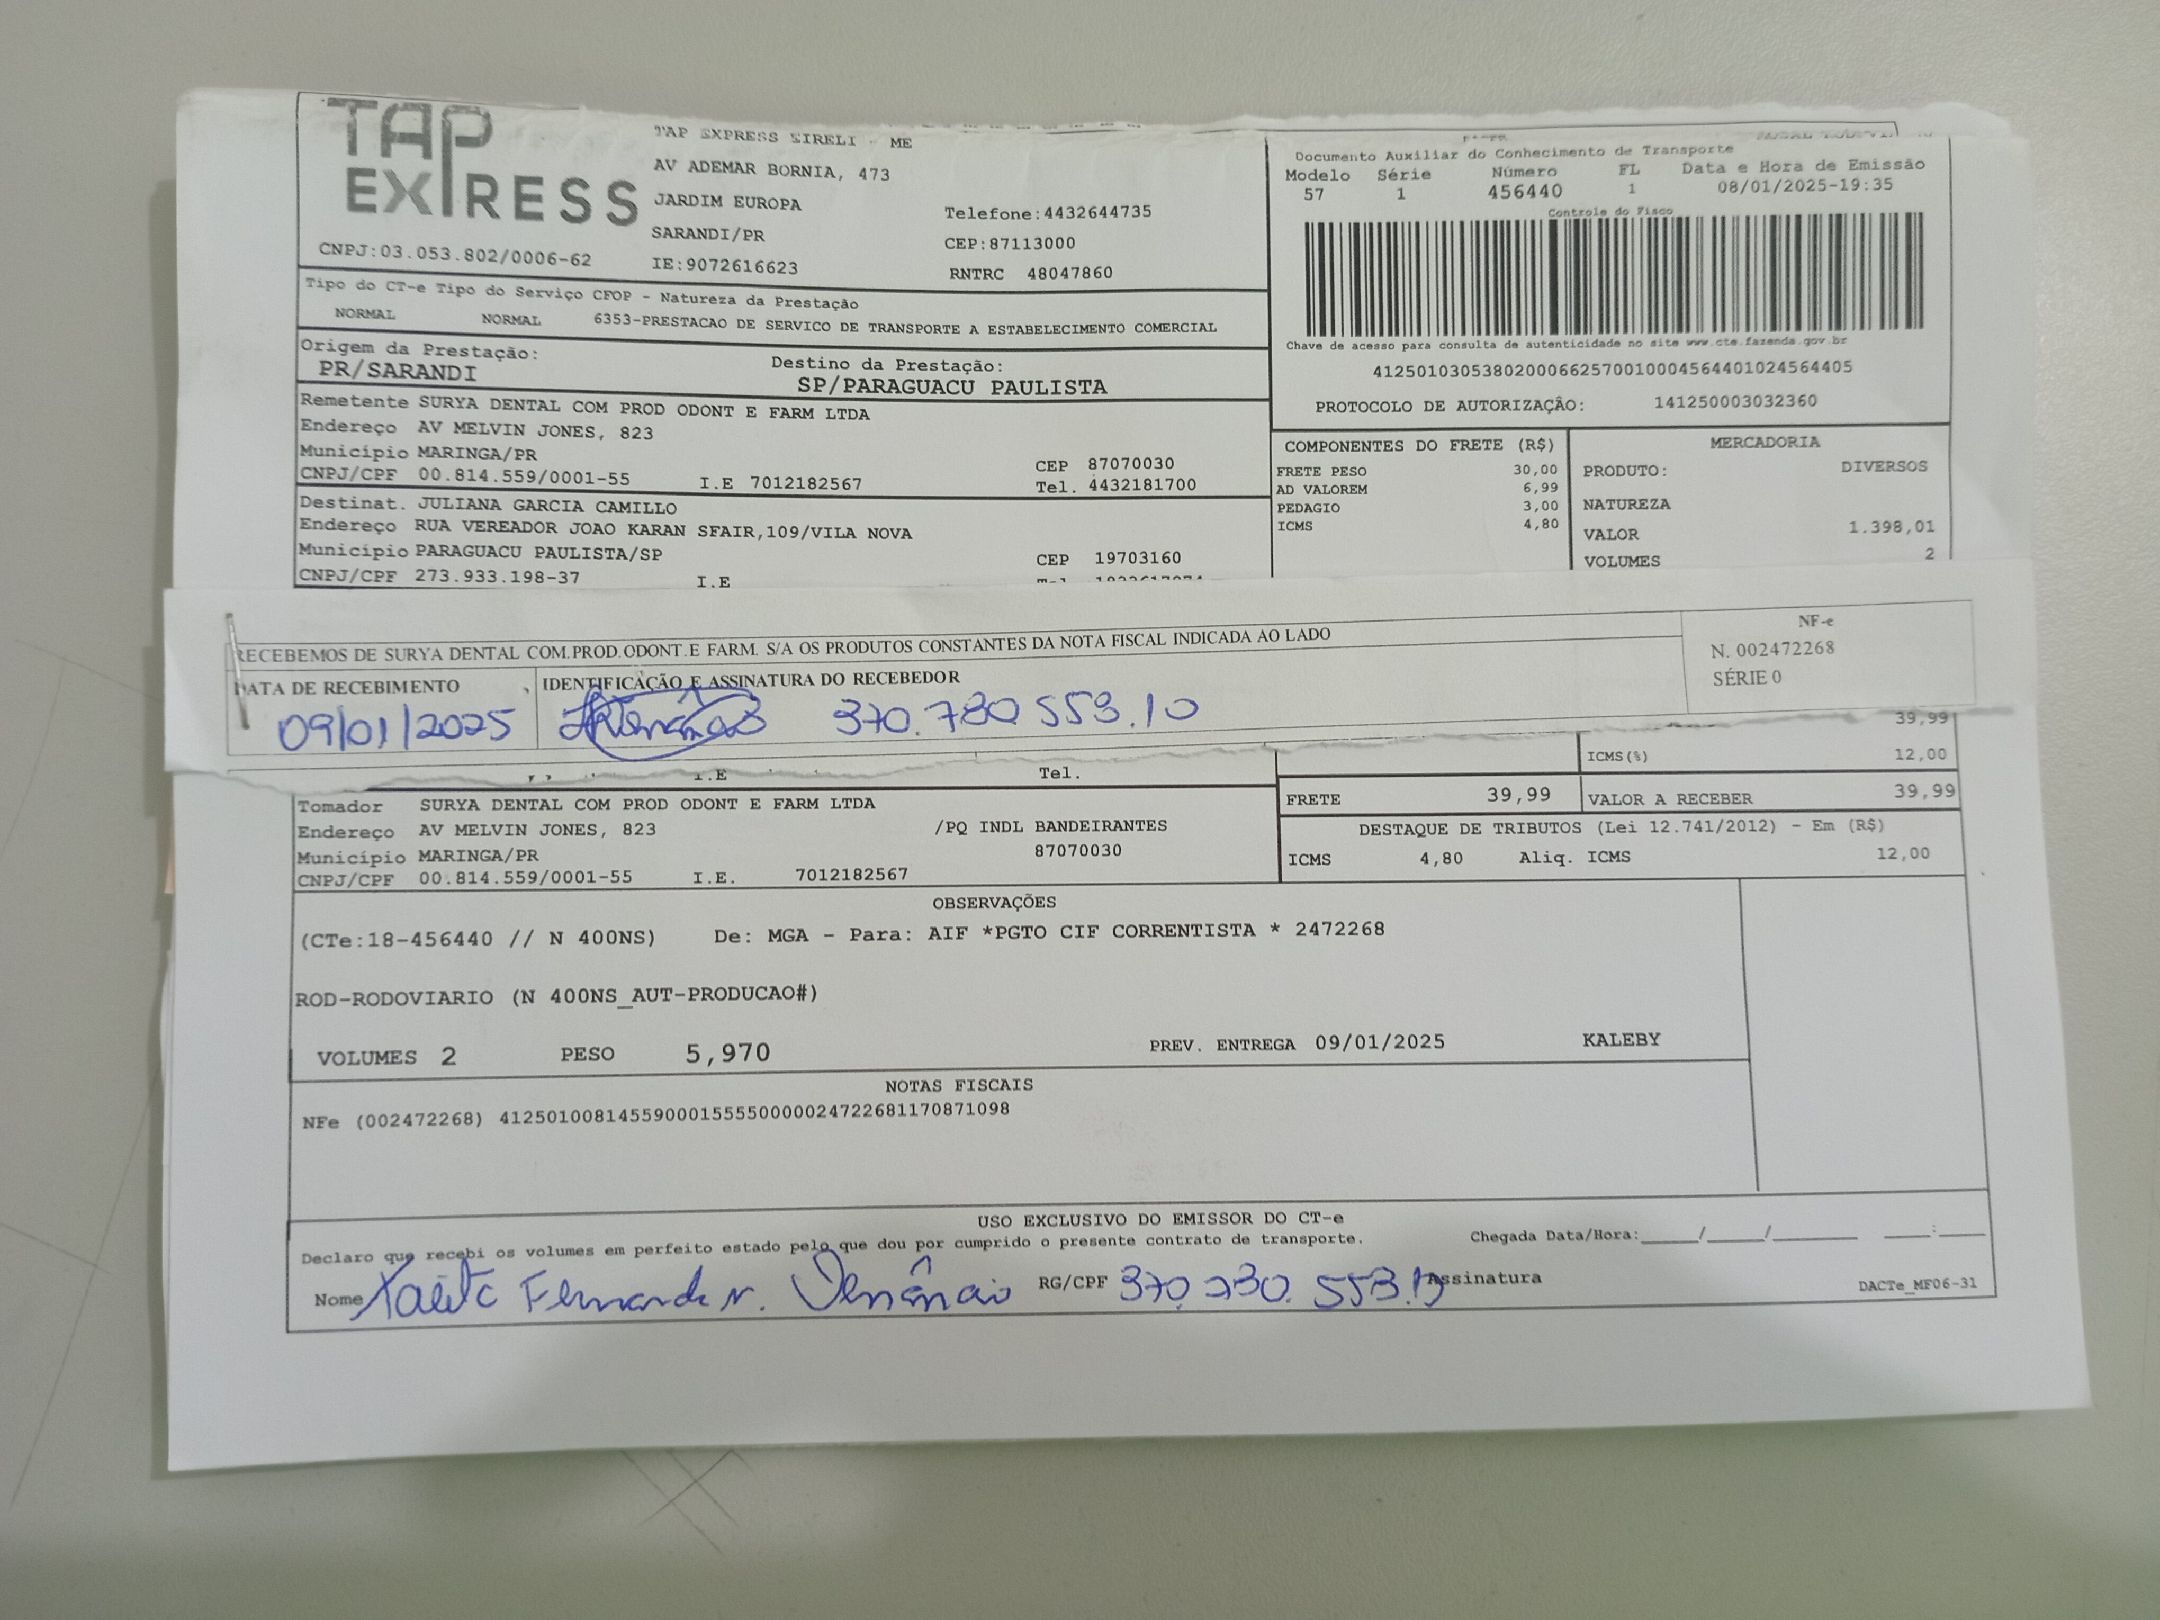 TAP
EXPRESS
TAP EXPRESS EIRELI - ME
AV ADEMAR BORNIA, 473
JARDIM EUROPA
SARANDI/PR
IE:9072616623
CNPJ:03.053.802/0006-62
Telefone:4432644735
CEP:87113000
RNTRC 48047860
Documento Auxiliar do Conhecimento de Transporte
Modelo Série Número FL Data e Hora de Emissão
57 1 456440 1 08/01/2025-19:35
Controle do Fisco
Chave de acesso para consulta de autenticidade no site www.cte.fazenda.gov.br
41250103053802000662570010004564401024564405
PROTOCOLO DE AUTORIZAÇÂO: 141250003032360
Tipo do CT-e Tipo do Serviço CFOP - Natureza da Prestação
NORMAL NORMAL 6353-PRESTACAO DE SERVICO DE TRANSPORTE A ESTABELECIMENTO COMERCIAL
Origem da Prestação: Destino da Prestação:
PR/SARANDI SP/PARAGUACU PAULISTA
Remetente SURYA DENTAL COM PROD ODONT E FARM LTDA
Endereço AV MELVIN JONES, 823
Município MARINGA/PR CEP 87070030
CNPJ/CPF 00.814.559/0001-55 I.E 7012182567 Tel. 4432181700
Destinat. JULIANA GARCIA CAMILLO
Endereço RUA VEREADOR JOAO KARAN SFAIR,109/VILA NOVA
Município PARAGUACU PAULISTA/SP CEP 19703160
CNPJ/CPF 273.933.198-37 I.E
COMPONENTES DO FRETE (R$)
FRETE PESO 30,00
AD VALOREM 6,99
PEDAGIO 3,00
ICMS 4,80
MERCADORIA
PRODUTO: DIVERSOS
NATUREZA
VALOR 1.398,01
VOLUMES 2
RECEBEMOS DE SURYA DENTAL COM.PROD.ODONT.E FARM. S/A OS PRODUTOS CONSTANTES DA NOTA FISCAL INDICADA AO LADO
DATA DE RECEBIMENTO IDENTIFICAÇÃO E ASSINATURA DO RECEBEDOR
09/01/2025 370.730 553.10
NF-e
N. 002472268
SÉRIE 0
39,99
I.E Tel. ICMS(%) 12,00
FRETE 39,99 VALOR A RECEBER 39,99
Tomador SURYA DENTAL COM PROD ODONT E FARM LTDA
Endereço AV MELVIN JONES, 823 /PQ INDL BANDEIRANTES
Município MARINGA/PR 87070030
CNPJ/CPF 00.814.559/0001-55 I.E. 7012182567
DESTAQUE DE TRIBUTOS (Lei 12.741/2012) - Em (R$)
ICMS 4,80 Aliq. ICMS 12,00
OBSERVAÇÕES
(CTe:18-456440 // N 400NS) De: MGA - Para: AIF *PGTO CIF CORRENTISTA * 2472268
ROD-RODOVIARIO (N 400NS_AUT-PRODUCAO#)
VOLUMES 2 PESO 5,970 PREV. ENTREGA 09/01/2025 KALEBY
NOTAS FISCAIS
NFe (002472268) 41250100814559000155550000024722681170871098
USO EXCLUSIVO DO EMISSOR DO CT-e
Declaro que recebi os volumes em perfeito estado pelo que dou por cumprido o presente contrato de transporte. Chegada Data/Hora:_____/_____/_______ ____:____
Nome Fernanda N. Venâncio RG/CPF 370.730.553.10 Assinatura DACTe_MF06-31